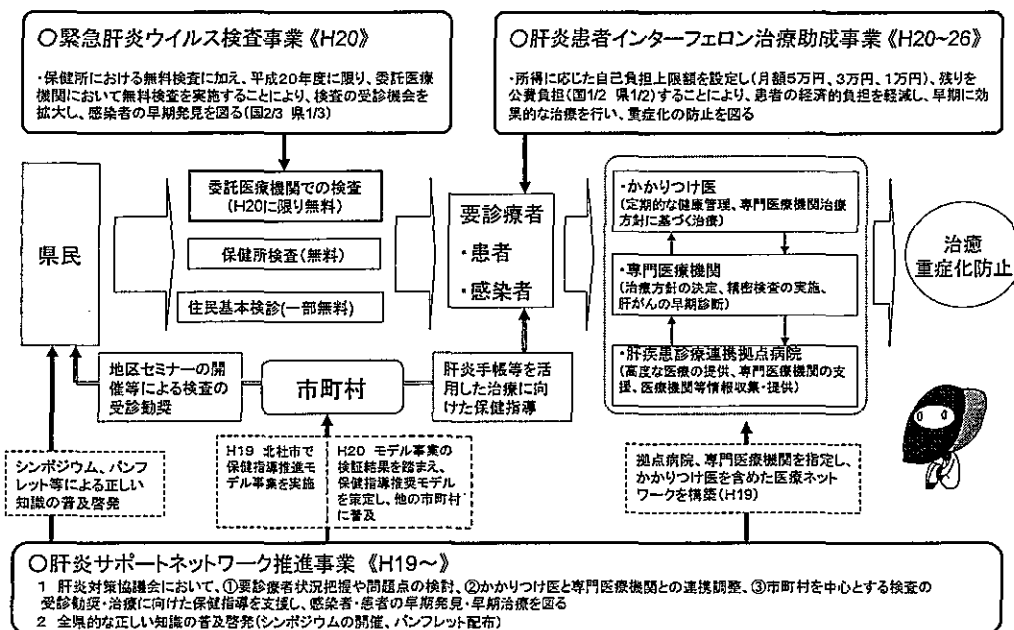 ○緊急肝炎ウイルス検査事業《H20》
・保健所における無料検査に加え、平成20年度に限り、委託医療
機関において無料検査を実施することにより、検査の受診機会を
拡大し、感染者の早期発見を図る(国2/3 県1/3)
○肝炎患者インターフェロン治療助成事業《H20~26》
・所得に応じた自己負担上限額を設定し(月額5万円、3万円、1万円)、残りを
公費負担(国1/2 県1/2)することにより、患者の経済的負担を軽減し、早期に効
果的な治療を行い、重症化の防止を図る
県民
委託医療機関での検査
(H20に限り無料)
保健所検査(無料)
住民基本検診(一部無料)
要診療者
・患者
・感染者
・かかりつけ医
(定期的な健康管理、専門医療機関治療
方針に基づく治療)
・専門医療機関
(治療方針の決定、精密検査の実施、
肝がんの早期診断)
・肝疾患診療連携拠点病院
(高度な医療の提供、専門医療機関の支
援、医療機関等情報収集・提供)
治癒
重症化防止
地区セミナーの開
催等による検査の
受診勧奨
市町村
肝炎手帳等を活
用した治療に向
けた保健指導
シンポジウム、パンフ
レット等による正しい
知識の普及啓発
H19 北杜市で
保健指導推進モ
デル事業を実施
H20 モデル事業の
検証結果を踏まえ、
保健指導推奨モデル
を策定し、他の市町村
に普及
拠点病院、専門医療機関を指定し、
かかりつけ医を含めた医療ネット
ワークを構築(H19)
○肝炎サポートネットワーク推進事業 《H19~》
1 肝炎対策協議会において、①要診療者状況把握や問題点の検討、②かかりつけ医と専門医療機関との連携調整、③市町村を中心とする検査の
受診勧奨・治療に向けた保健指導を支援し、感染者・患者の早期発見・早期治療を図る
2 全県的な正しい知識の普及啓発(シンポジウムの開催、パンフレット配布)